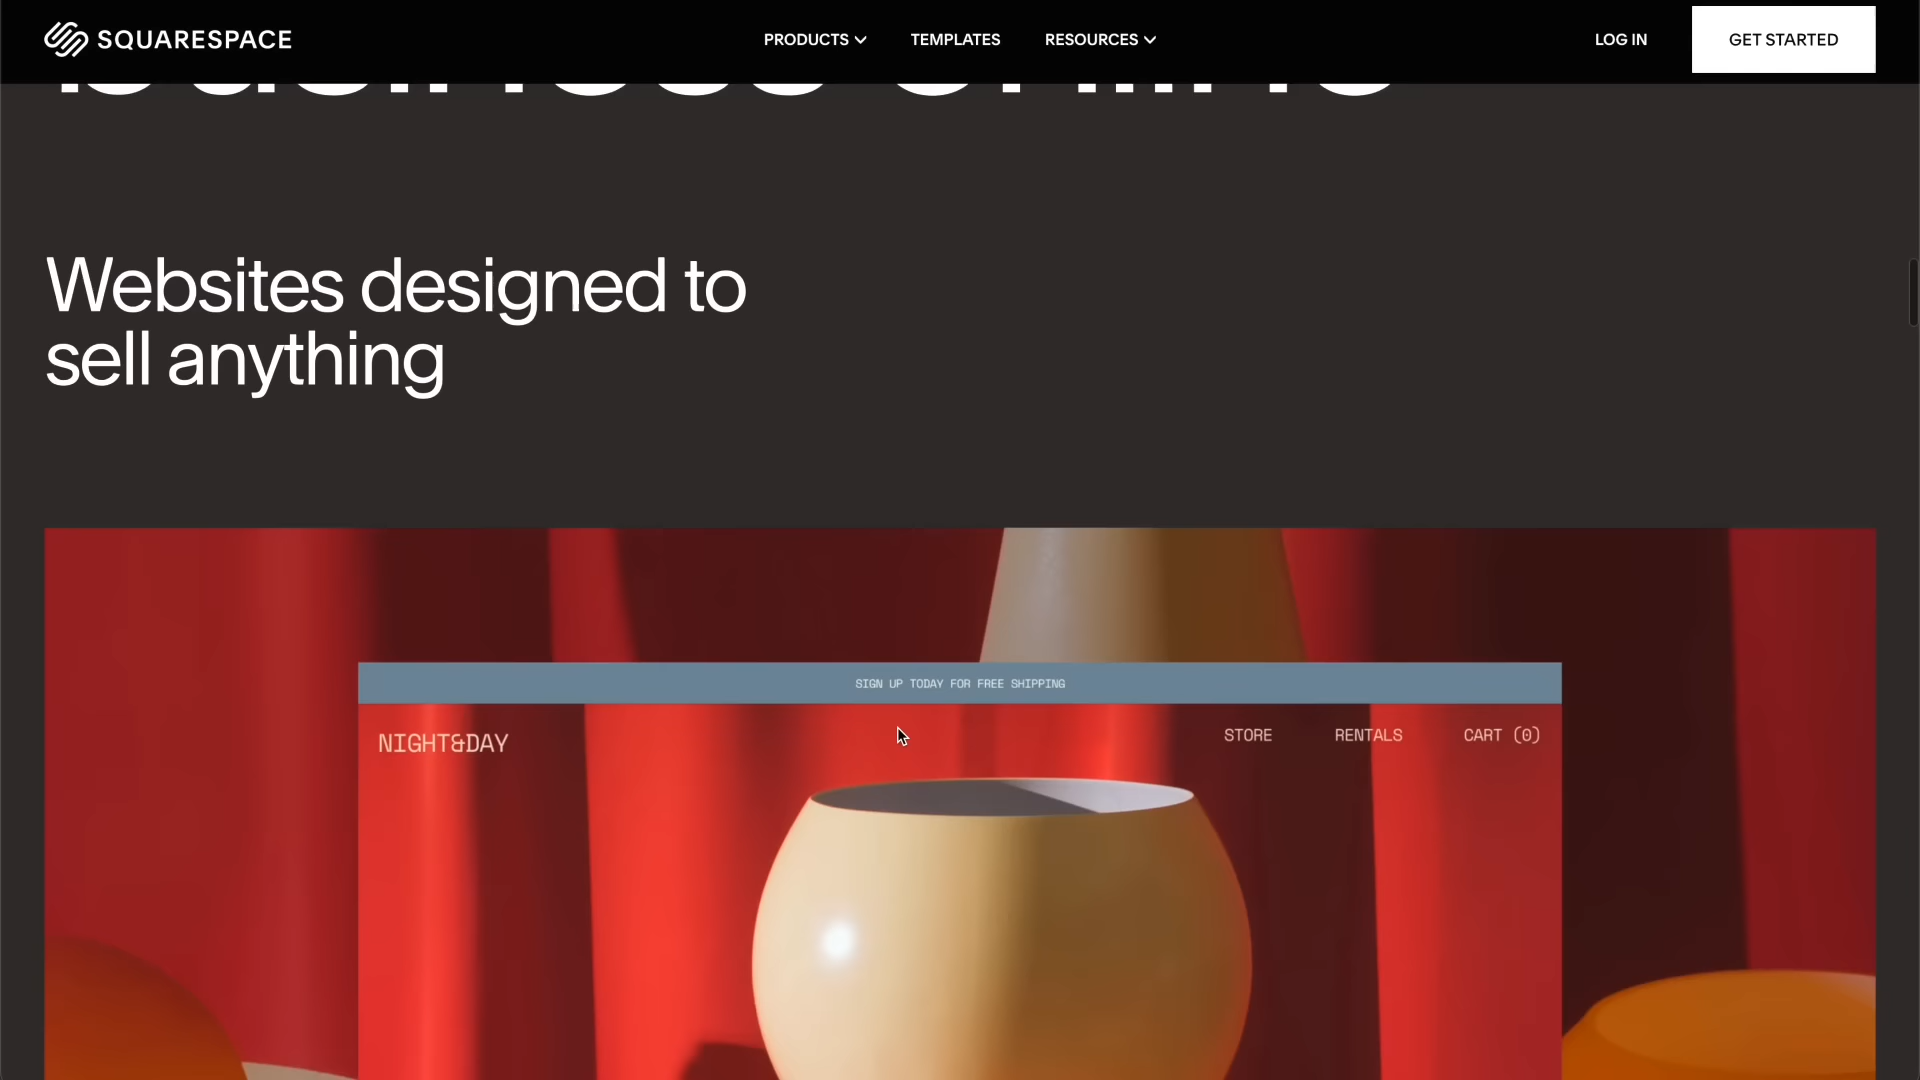 SQUARESPACE
PRODUCTS
TEMPLATES
RESOURCES
LOG IN
GET STARTED
Websites designed to
sell anything
SIGN UP TODAY FOR FREE SHIPPING
NIGHT&DAY
STORE
RENTALS
CART (0)